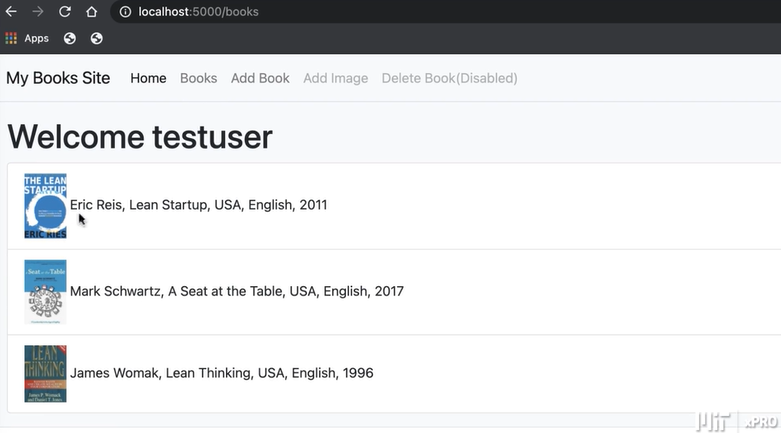 localhost:5000/books
Apps
My Books Site Home Books Add Book Add Image Delete Book(Disabled)
Welcome testuser
THE LEAN
STARTUP
ERIC RIES
Eric Reis, Lean Startup, USA, English, 2011
A Seat at the Table
Mark Schwartz, A Seat at the Table, USA, English, 2017
LEAN
THINKING
James Womak, Lean Thinking, USA, English, 1996
MIT xPRO